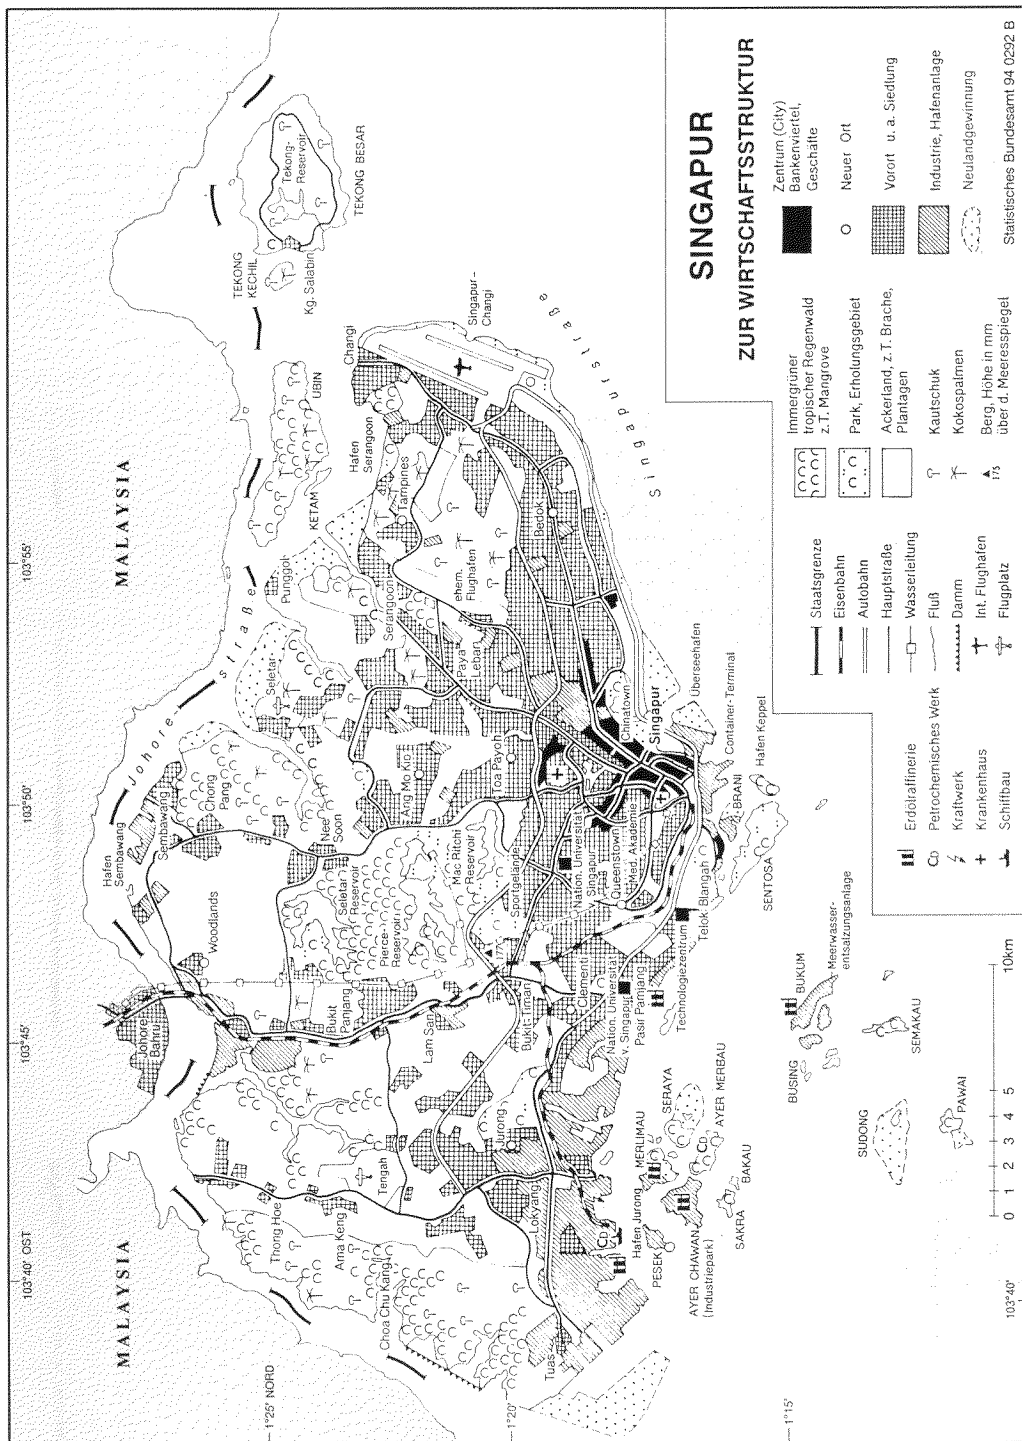 SINGAPUR
ZUR WIRTSCHAFTSSTRUKTUR
Zentrum (City)
Bankenviertel,
Geschäfte
Neuer Ort
Vorort u. a. Siedlung
Industrie, Hafenanlage
Neulandgewinnung
Immergrüner
tropischer Regenwald
z.T. Mangrove
Park, Erholungsgebiet
Ackerland, z.T. Brache,
Plantagen
Kautschuk
Kokospalmen
175
Berg, Höhe in mm
über d. Meeresspiegel
Staatsgrenze
Eisenbahn
Autobahn
Hauptstraße
Wasserleitung
Fluß
Damm
Int. Flughafen
Flugplatz
Erdölraffinerie
Petrochemisches Werk
Kraftwerk
Krankenhaus
Schiffbau
Statistisches Bundesamt 94 0292 B
103°40' OST
103°45'
103°50'
103°55'
1°25' NORD
1°20'
1°15'
103°40'
0 1 2 3 4 5 10km
MALAYSIA
MALAYSIA
Johore-
straße
Singapurstraße
Johore
Bahru
Woodlands
Hafen
Sembawang
Sembawang
Chong
Pang
Nee
Soon
Seletar
Punggol
Serangoon
KETAM
UBIN
Hafen
Serangoon
Changi
Singapur-
Changi
TEKONG
KECHIL
Kg. Salabin
Tekong-
Reservoir
TEKONG BESAR
Tampines
ehem.
Flughafen
Bedok
Paya
Lebar
Ang Mo Kio
Toa Payoh
Seletar
Reservoir
Pierce-
Reservoir
Mac Ritchi
Reservoir
Sportgelände
177
Bukit
Panjang
Lam San
Bukit-Timah
Clementi
Nation. Universität
Singapur
Queenstown
Med. Akademie
Chinatown
Singapur
Überseehafen
Container-Terminal
Hafen Keppel
P. BRANI
SENTOSA
Telok Blangah
Technologiezentrum
Pasir Pamjang
Nation. Universität
v. Singapur
Thong Hoe
Ama Keng
Tengah
Choa Chu Kang
Jurong
Lokyang
Tuas
Hafen Jurong
PESEK
MERLIMAU
SERAYA
AYER CHAWAN
(Industriepark)
AYER MERBAU
SAKRA
BAKAU
BUSING
BUKUM
Meerwasser-
entsalzungsanlage
SEMAKAU
SUDONG
PAWAI